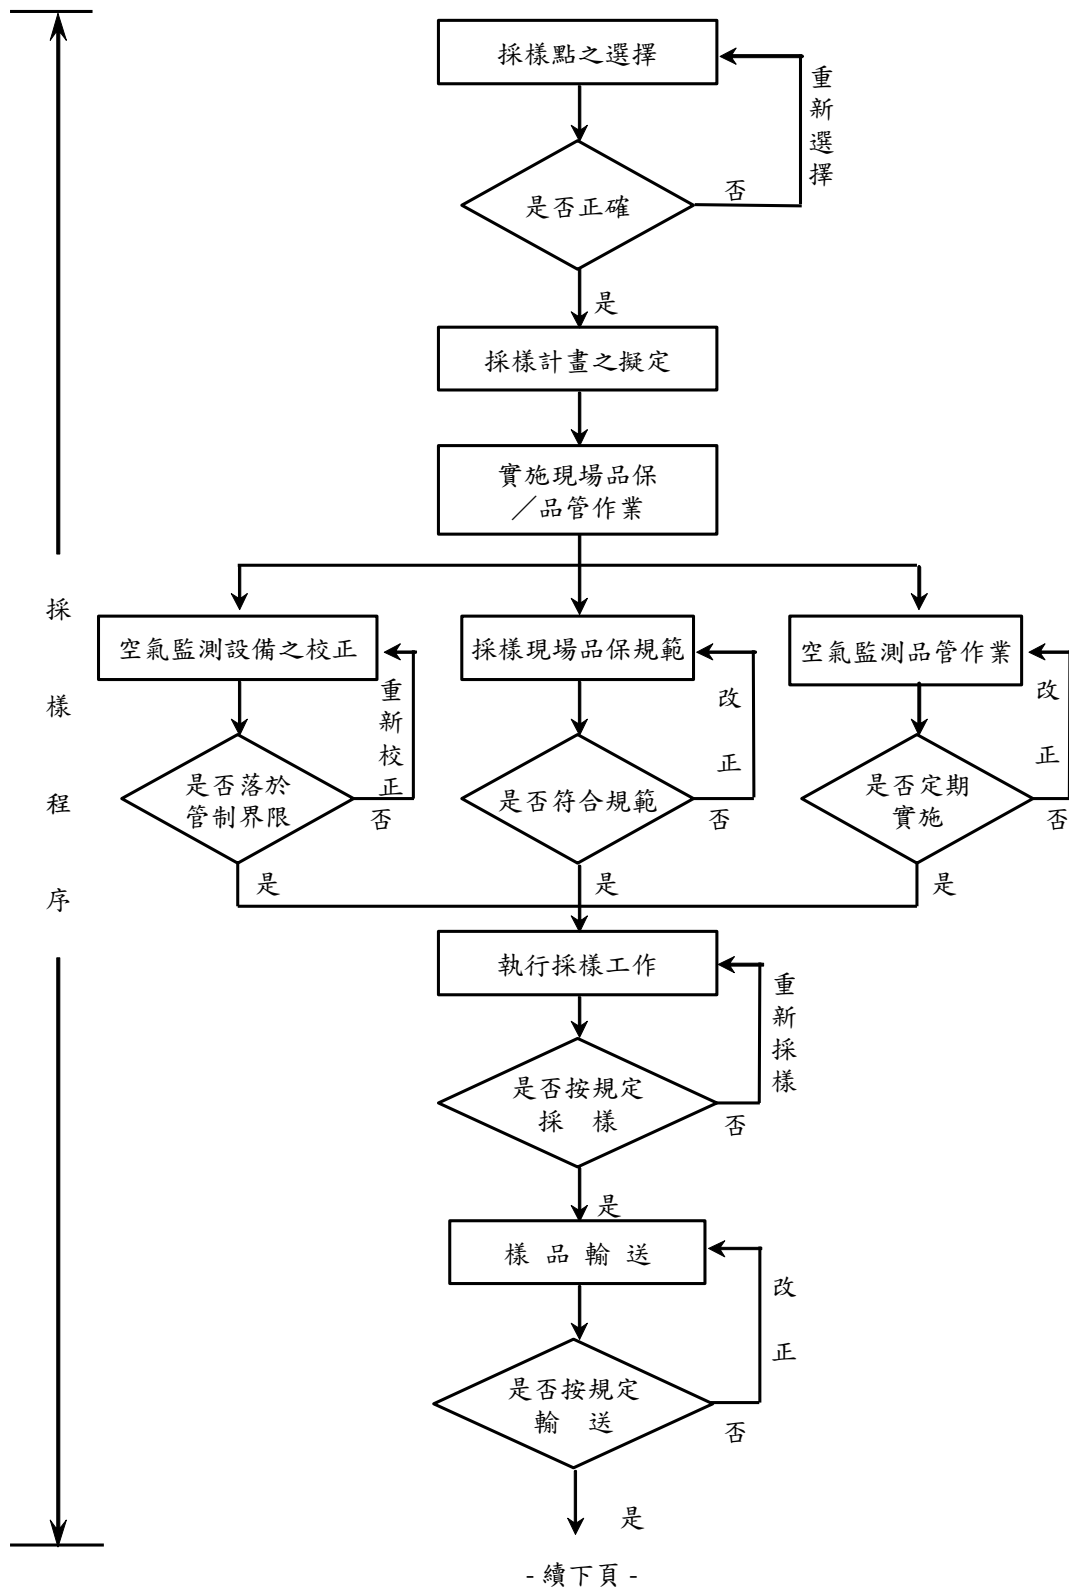 採樣點之選擇
重新選擇
是否正確
否
是
採樣計畫之擬定
實施現場品保
／品管作業
採樣程序
空氣監測設備之校正
重新校正
是否落於
管制界限
否
是
採樣現場品保規範
改正
是否符合規範
否
是
空氣監測品管作業
改正
是否定期
實施
否
是
執行採樣工作
重新採樣
是否按規定
採 樣
否
是
樣 品 輸 送
改正
是否按規定
輸 送
否
是
- 續下頁 -